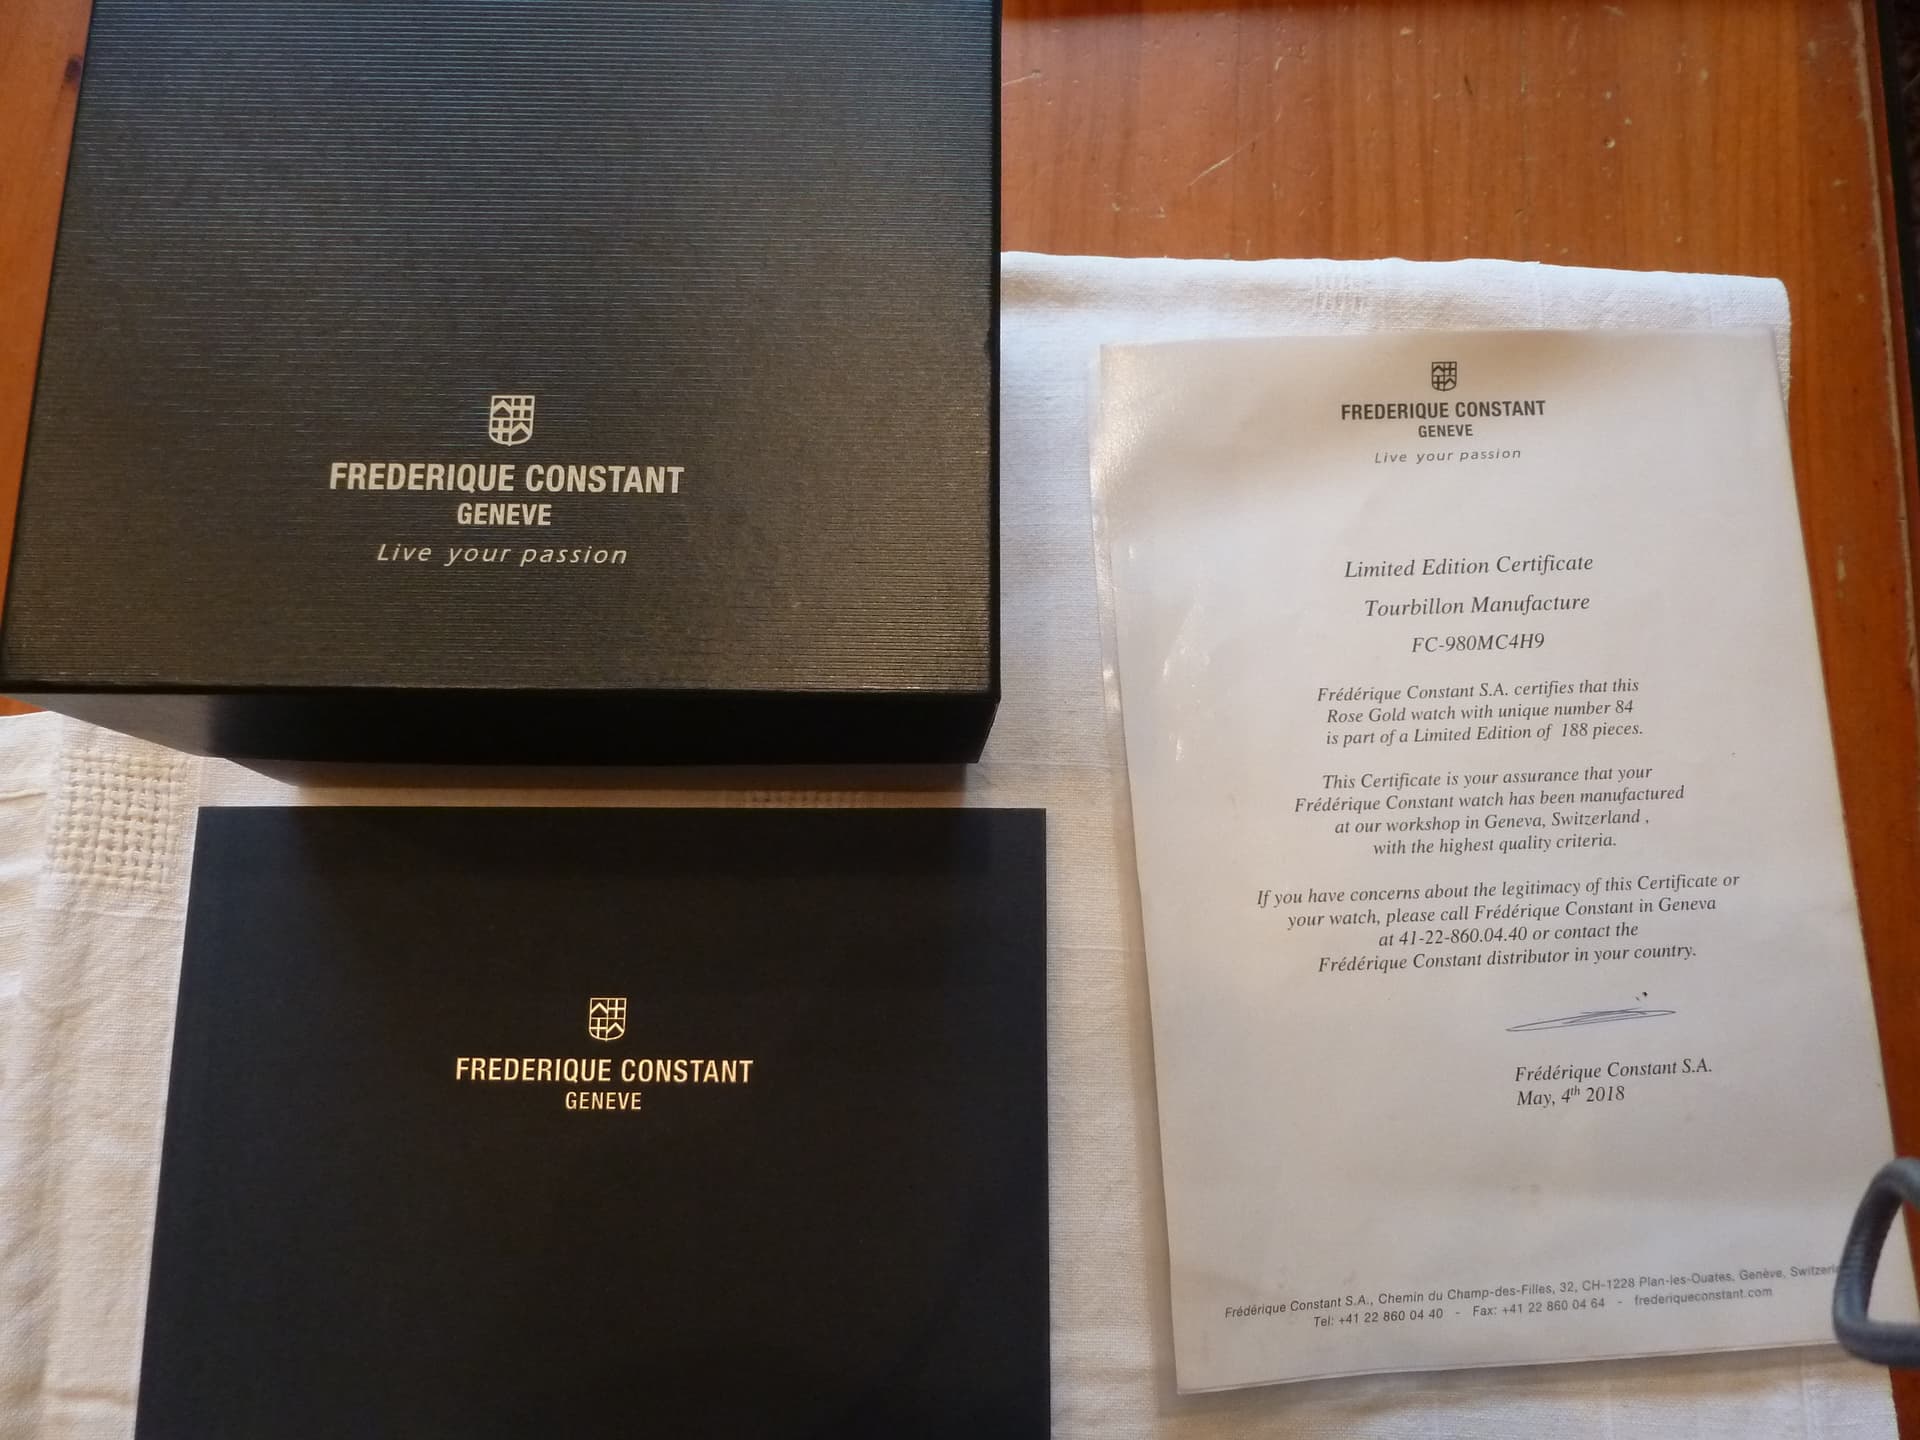 FREDERIQUE CONSTANT
GENEVE
Live your passion
FREDERIQUE CONSTANT
GENEVE
FREDERIQUE CONSTANT
GENEVE
Live your passion
Limited Edition Certificate
Tourbillon Manufacture
FC-980MC4H9
Frédérique Constant S.A. certifies that this
Rose Gold watch with unique number 84
is part of a Limited Edition of 188 pieces.
This Certificate is your assurance that your
Frédérique Constant watch has been manufactured
at our workshop in Geneva, Switzerland ,
with the highest quality criteria.
If you have concerns about the legitimacy of this Certificate or
your watch, please call Frédérique Constant in Geneva
at 41-22-860.04.40 or contact the
Frédérique Constant distributor in your country.
Frédérique Constant S.A.
May, 4th 2018
Frédérique Constant S.A., Chemin du Champ-des-Filles, 32, CH-1228 Plan-les-Ouates, Genève,
Tel: +41 22 860 04 40 - Fax: +41 22 860 04 64 - frederiqueconstant.com